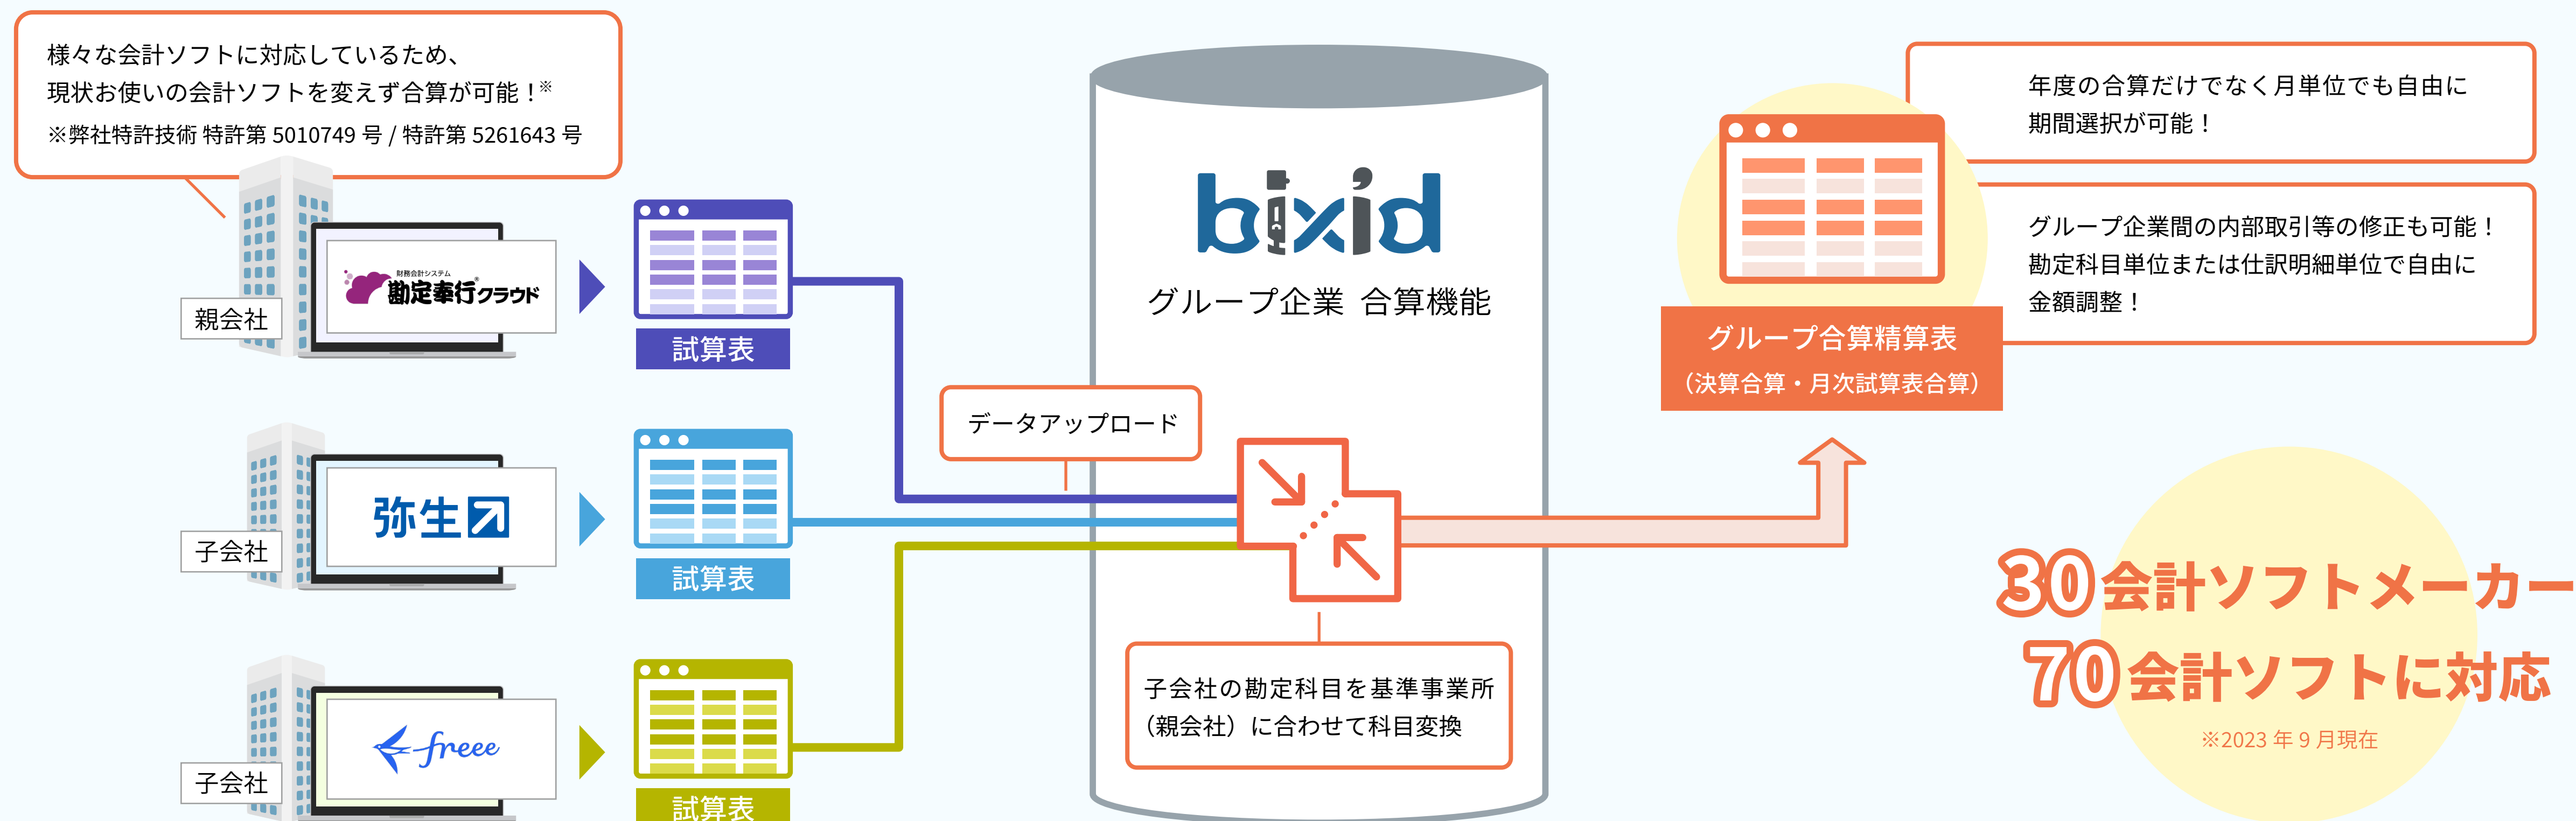 様々な会計ソフトに対応しているため、
現状お使いの会計ソフトを変えず合算が可能！※
※弊社特許技術 特許第 5010749 号 / 特許第 5261643 号
親会社
財務会計システム
勘定奉行クラウド
試算表
子会社
弥生
試算表
子会社
freee
試算表
bixid
グループ企業 合算機能
データアップロード
子会社の勘定科目を基準事業所
（親会社）に合わせて科目変換
年度の合算だけでなく月単位でも自由に
期間選択が可能！
グループ企業間の内部取引等の修正も可能！
勘定科目単位または仕訳明細単位で自由に
金額調整！
グループ合算精算表
（決算合算・月次試算表合算）
30会計ソフトメーカー
70会計ソフトに対応
※2023 年 9 月現在